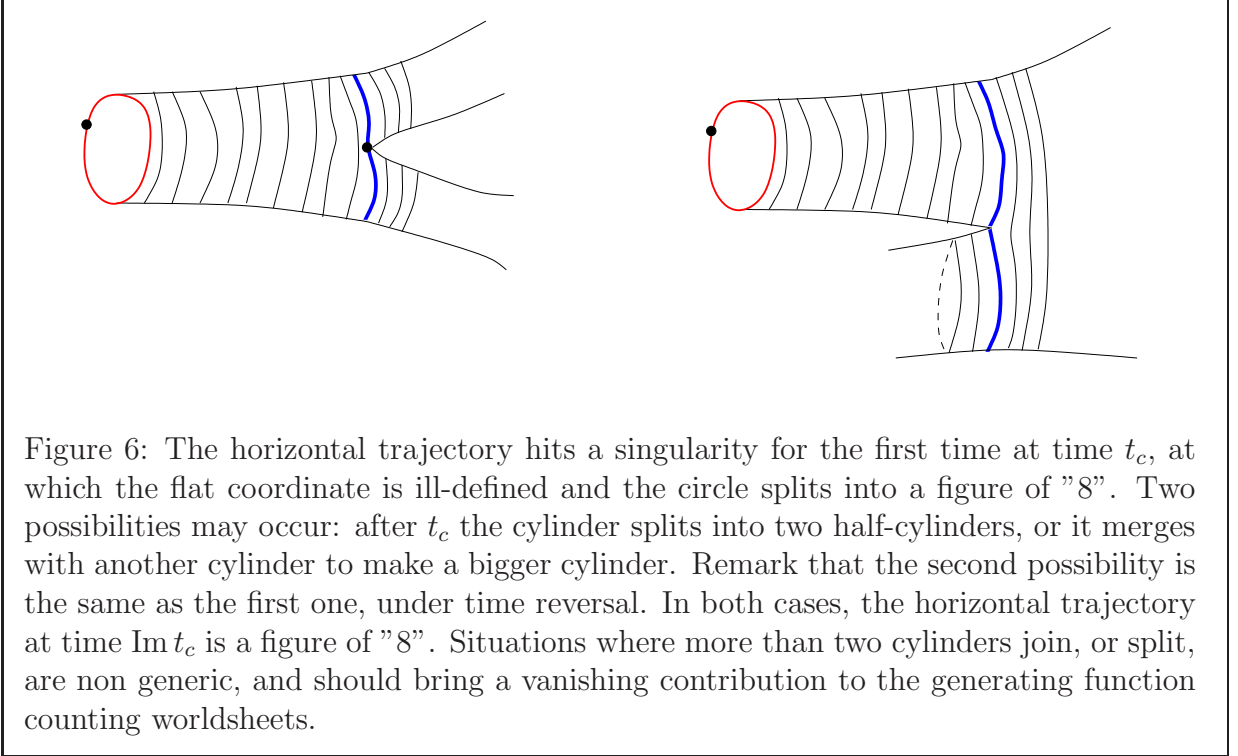 Figure 6: The horizontal trajectory hits a singularity for the first time at time t_c, at
which the flat coordinate is ill-defined and the circle splits into a figure of ”8”. Two
possibilities may occur: after t_c the cylinder splits into two half-cylinders, or it merges
with another cylinder to make a bigger cylinder. Remark that the second possibility is
the same as the first one, under time reversal. In both cases, the horizontal trajectory
at time Im t_c is a figure of ”8”. Situations where more than two cylinders join, or split,
are non generic, and should bring a vanishing contribution to the generating function
counting worldsheets.